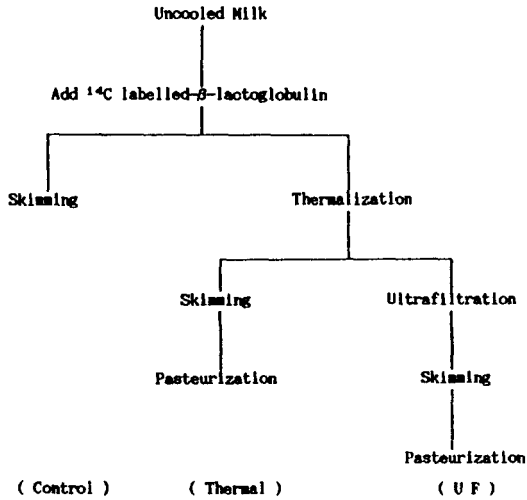 Uncooled Milk
Add ¹⁴C labelled-β-lactoglobulin
Skimming Thermalization
Skimming Ultrafiltration
Pasteurization Skimming
Pasteurization
( Control ) ( Thermal ) ( U F )